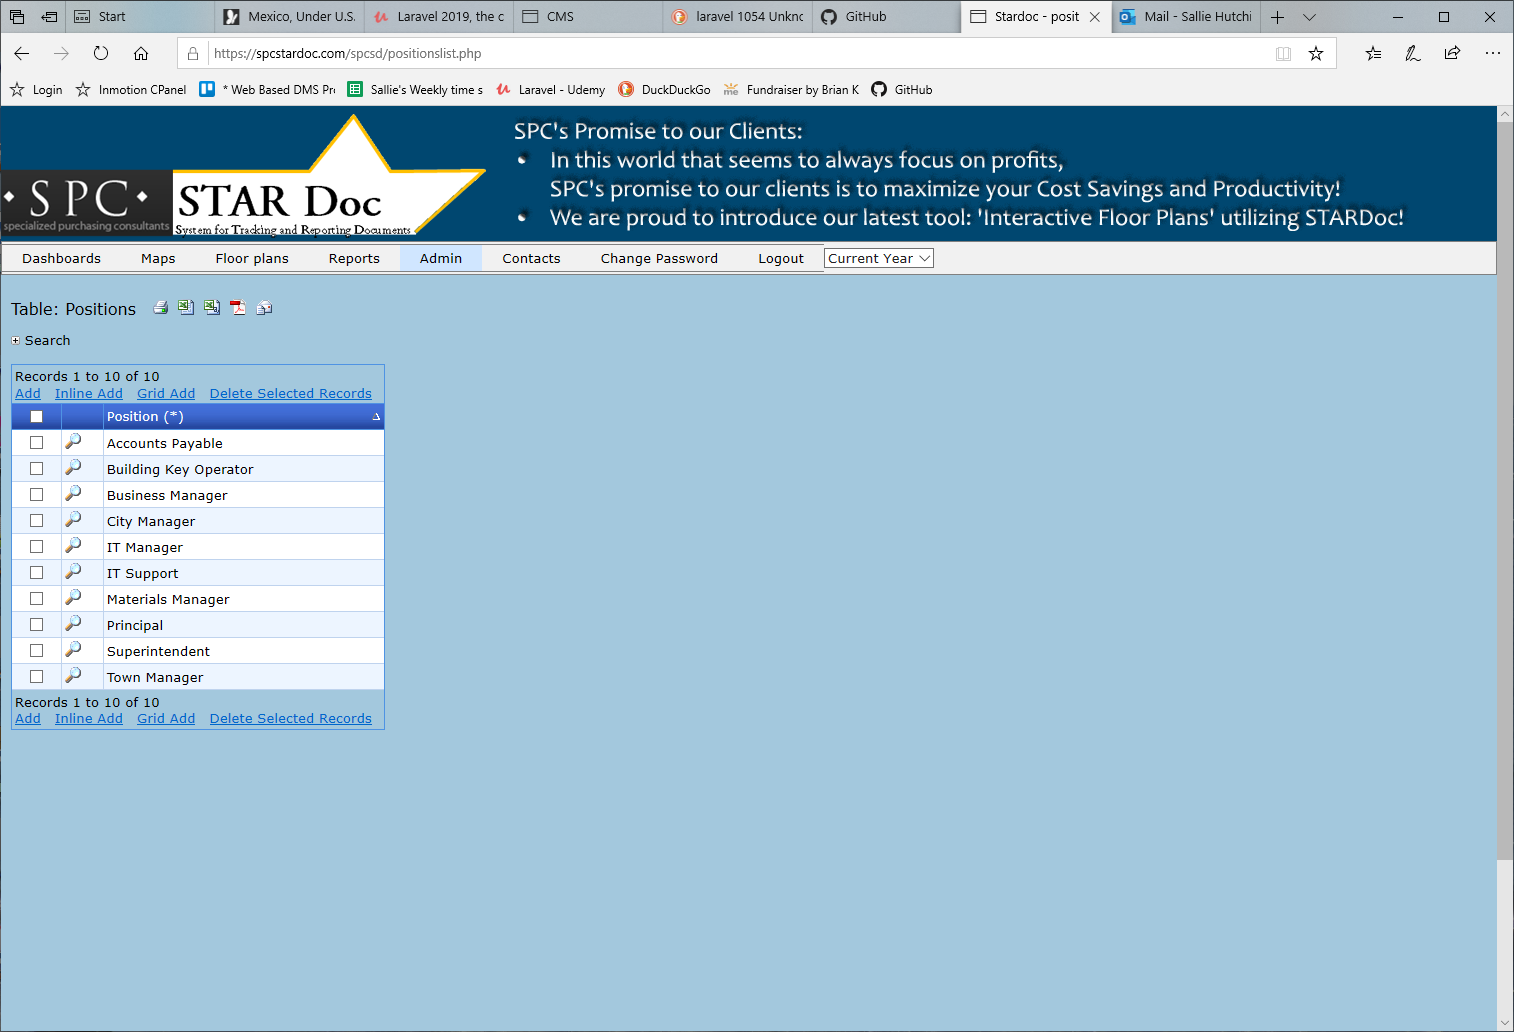 Start
Mexico, Under U.S.
Laravel 2019, the c
CMS
laravel 1054 Unknc
GitHub
Stardoc - posit
Mail - Sallie Hutchi
https://spcstardoc.com/spcsd/positionslist.php
Login
Inmotion CPanel
* Web Based DMS Pro
Sallie's Weekly time s
Laravel - Udemy
DuckDuckGo
me
Fundraiser by Brian K
GitHub
SPC's Promise to our Clients:
• In this world that seems to always focus on profits,
SPC's promise to our clients is to maximize your Cost Savings and Productivity!
• We are proud to introduce our latest tool: 'Interactive Floor Plans' utilizing STARDoc!
SPC
specialized purchasing consultants
STAR Doc
System for Tracking and Reporting Documents
Dashboards
Maps
Floor plans
Reports
Admin
Contacts
Change Password
Logout
Current Year
Table: Positions
Search
Records 1 to 10 of 10
Add Inline Add Grid Add Delete Selected Records
Position (*)
Accounts Payable
Building Key Operator
Business Manager
City Manager
IT Manager
IT Support
Materials Manager
Principal
Superintendent
Town Manager
Records 1 to 10 of 10
Add Inline Add Grid Add Delete Selected Records